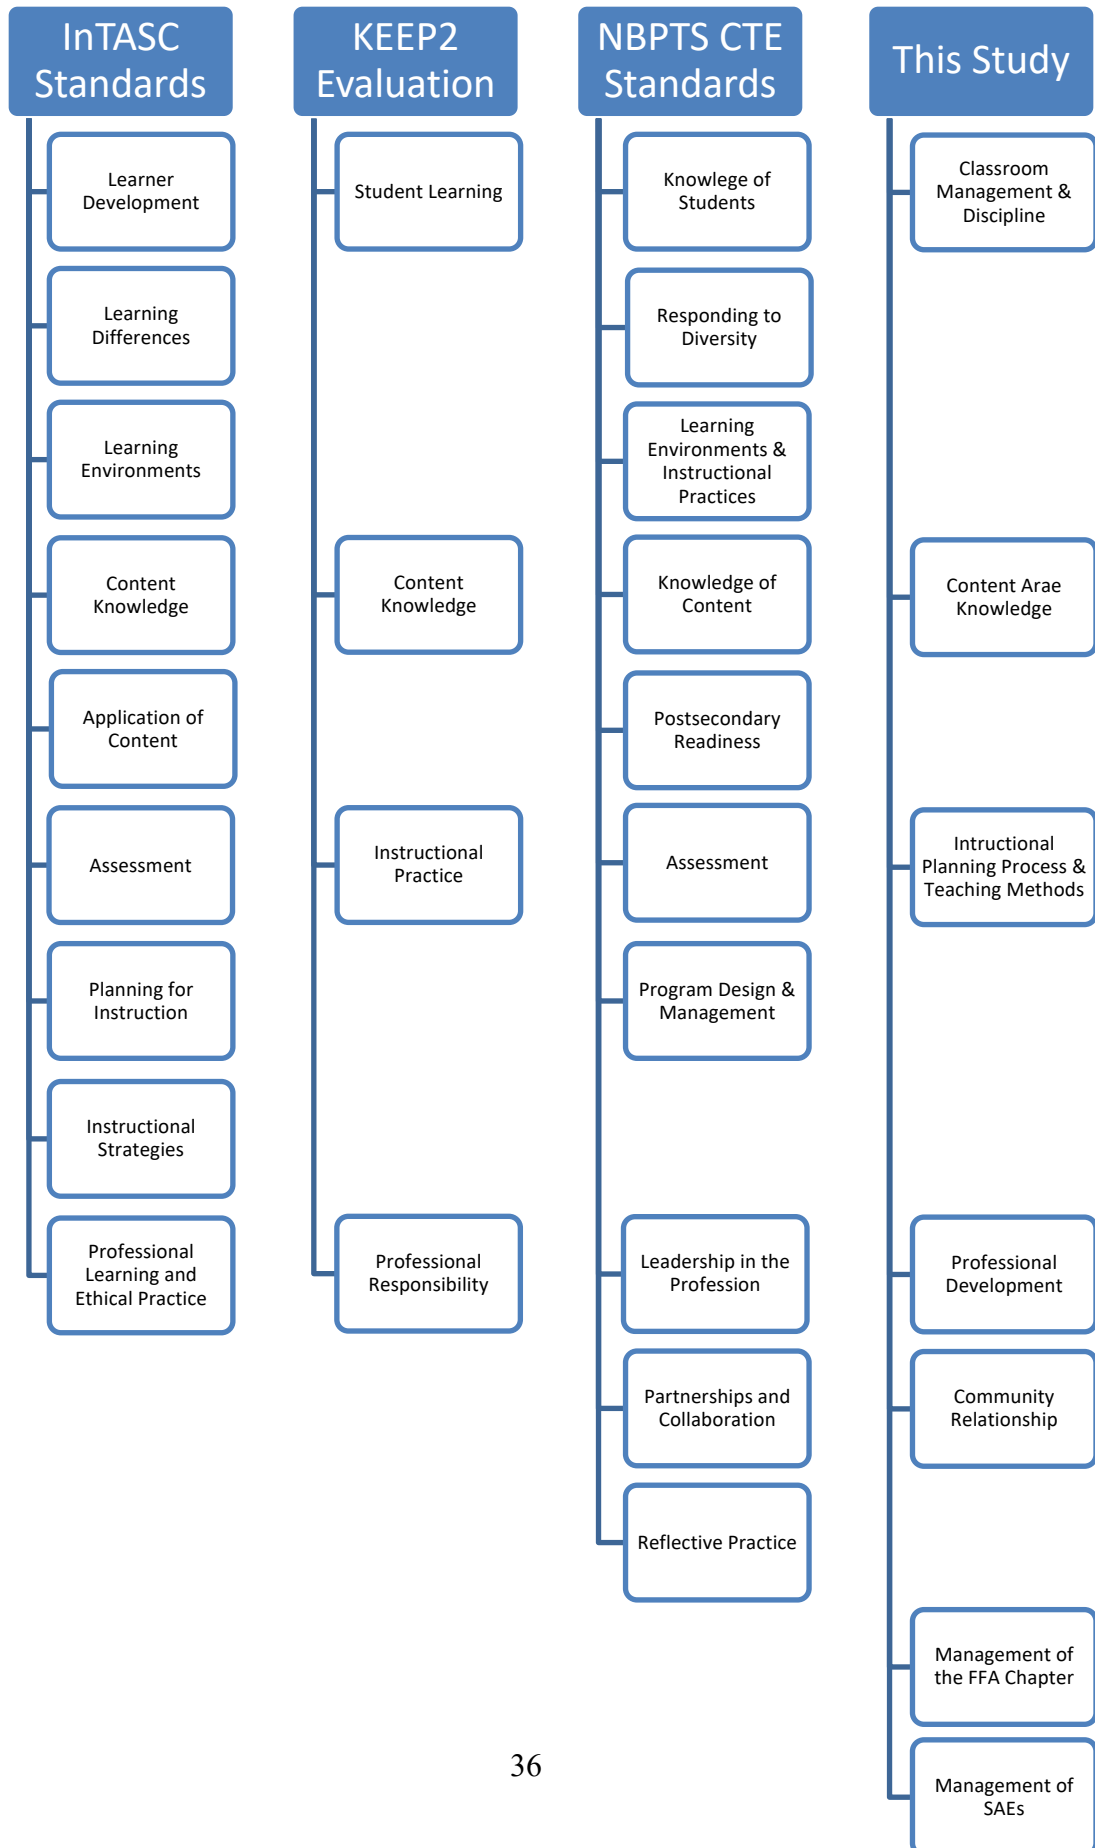 InTASC
Standards
Learner
Development
Learning
Differences
Learning
Environments
Content
Knowledge
Application of
Content
Assessment
Planning for
Instruction
Instructional
Strategies
Professional
Learning and
Ethical Practice
KEEP2
Evaluation
Student Learning
Content
Knowledge
Instructional
Practice
Professional
Responsibility
NBPTS CTE
Standards
Knowlege of
Students
Responding to
Diversity
Learning
Environments &
Instructional
Practices
Knowledge of
Content
Postsecondary
Readiness
Assessment
Program Design &
Management
Leadership in the
Profession
Partnerships and
Collaboration
Reflective Practice
This Study
Classroom
Management &
Discipline
Content Arae
Knowledge
Intructional
Planning Process &
Teaching Methods
Professional
Development
Community
Relationship
Management of
the FFA Chapter
Management of
SAEs
36